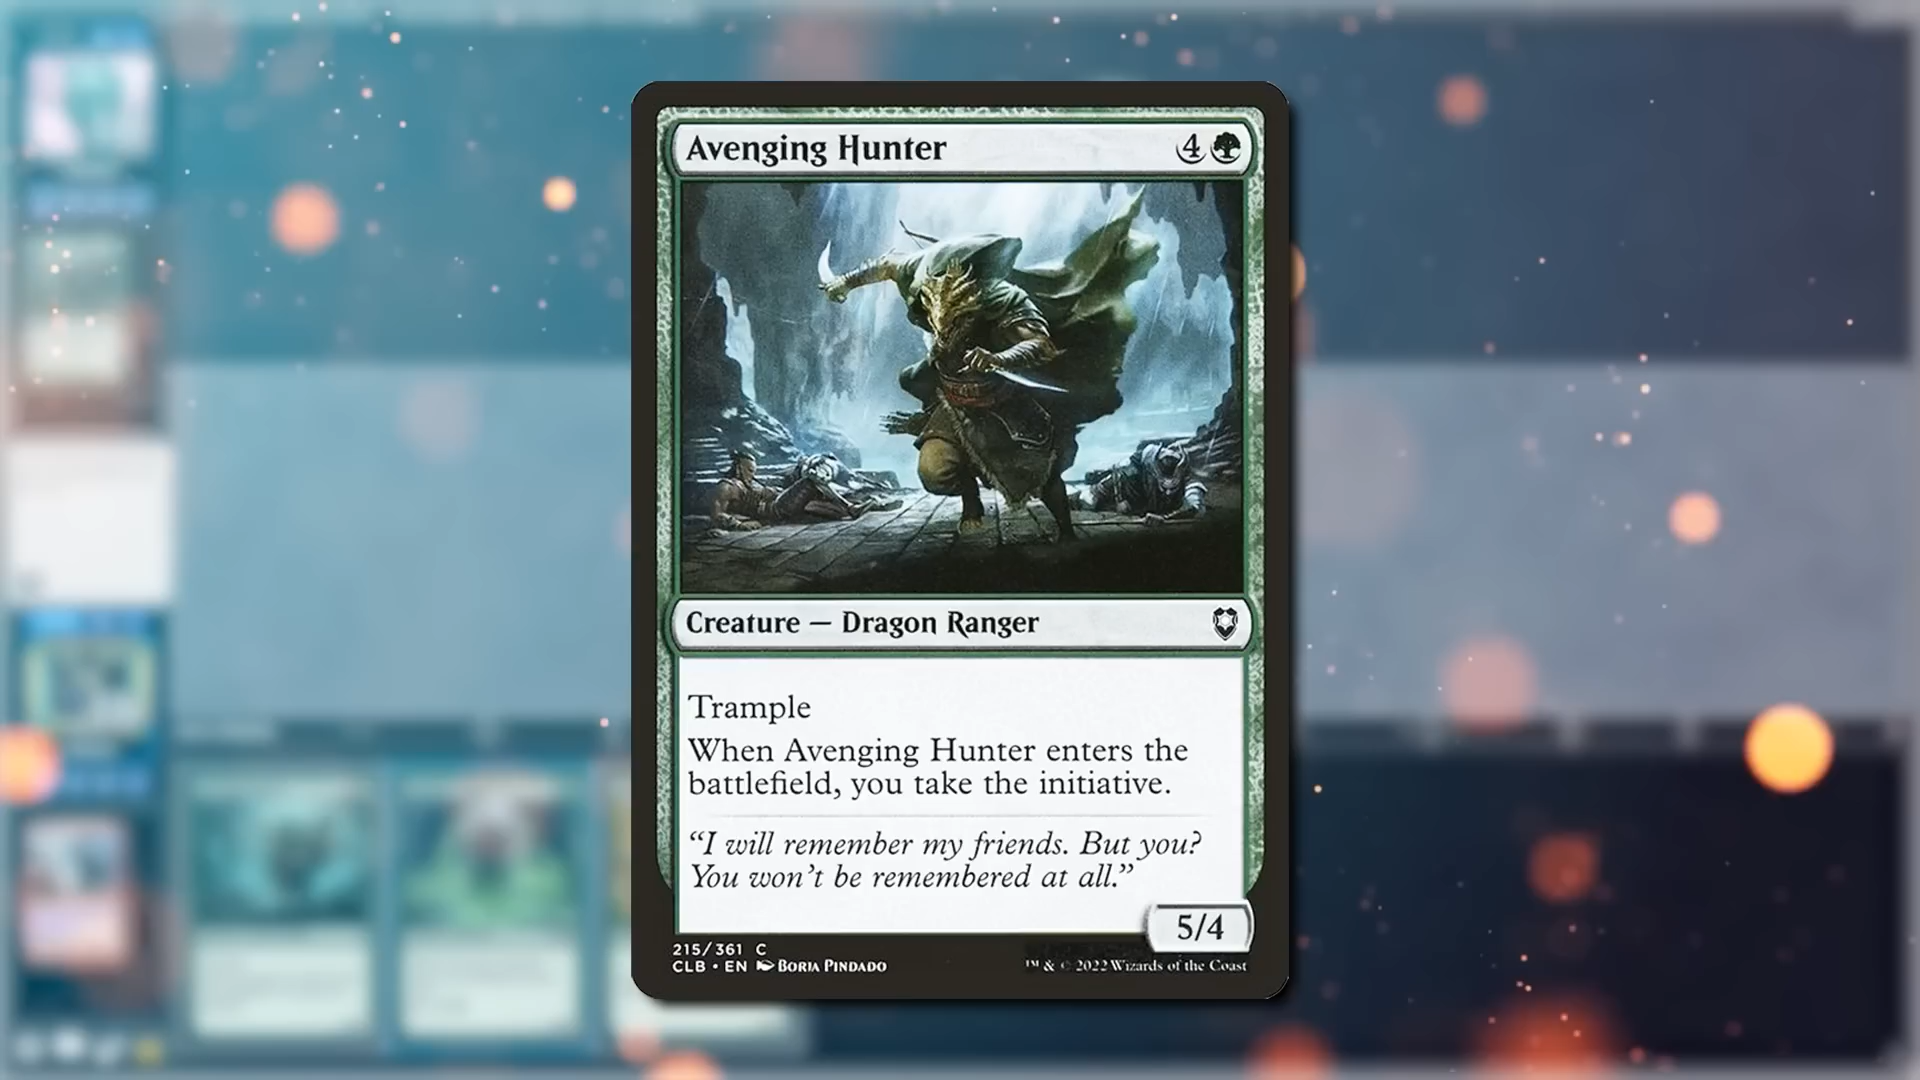 Avenging Hunter 4
Creature — Dragon Ranger
Trample
When Avenging Hunter enters the
battlefield, you take the initiative.
“I will remember my friends. But you?
You won’t be remembered at all.”
5/4
215/361 C
CLB • EN Borja Pindado
™ & © 2022 Wizards of the Coast